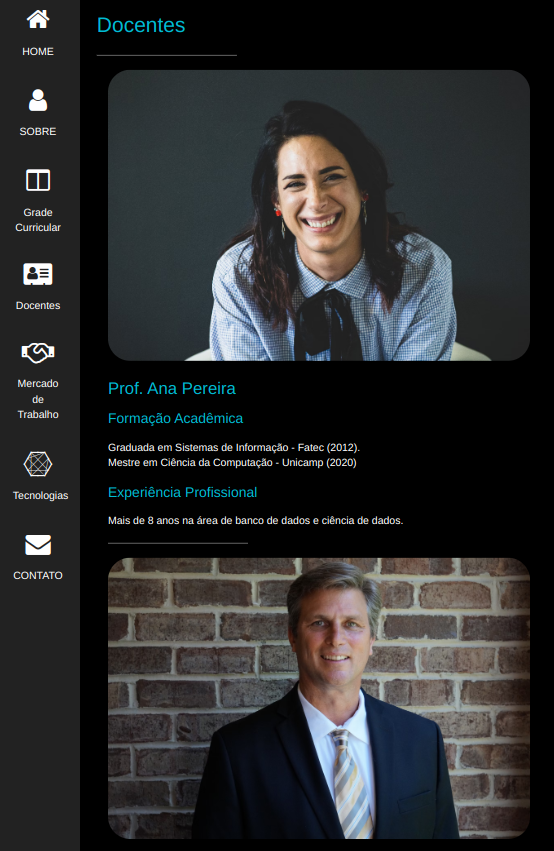 HOME
SOBRE
Grade
Curricular
Docentes
Mercado
de
Trabalho
Tecnologias
CONTATO
Docentes
Prof. Ana Pereira
Formação Acadêmica
Graduada em Sistemas de Informação - Fatec (2012).
Mestre em Ciência da Computação - Unicamp (2020)
Experiência Profissional
Mais de 8 anos na área de banco de dados e ciência de dados.